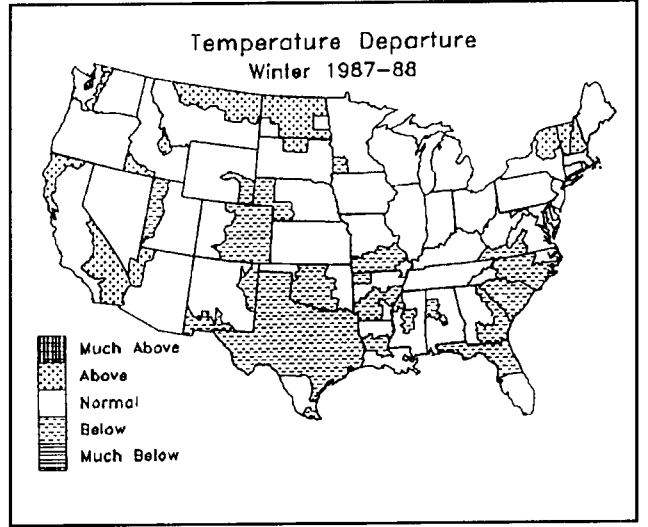 Temperature Departure
Winter 1987-88
Much Above
Above
Normal
Below
Much Below